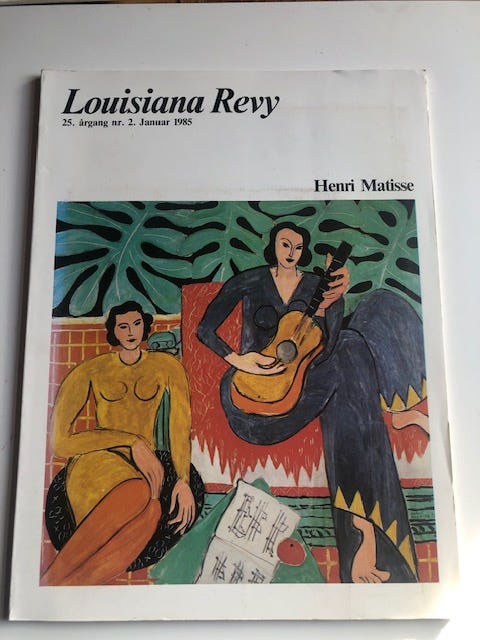 Louisiana Revy
25. årgang nr. 2. Januar 1985
Henri Matisse